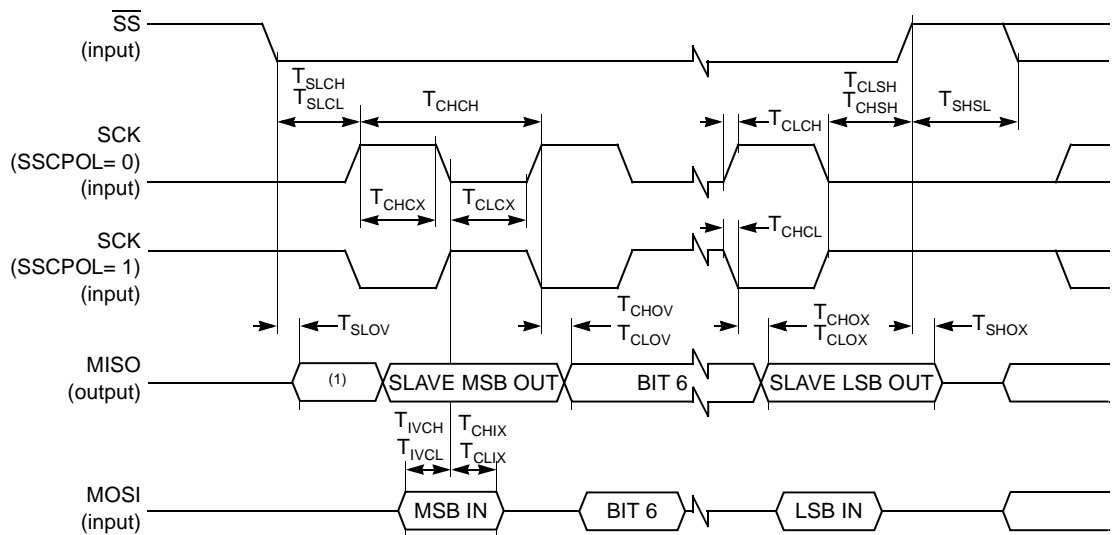 SS
(input)
TSLCH
TSLCL
TCHCH
TCLCH
TCLSH
TCHSH
TSHSL
SCK
(SSCPOL= 0)
(input)
TCHCX
TCLCX
TCHCL
SCK
(SSCPOL= 1)
(input)
TSLOV
TCHOV
TCLOV
TCHOX
TCLOX
TSHOX
MISO
(output)
(1)
SLAVE MSB OUT
BIT 6
SLAVE LSB OUT
TIVCH
TIVCL
TCHIX
TCLIX
MOSI
(input)
MSB IN
BIT 6
LSB IN